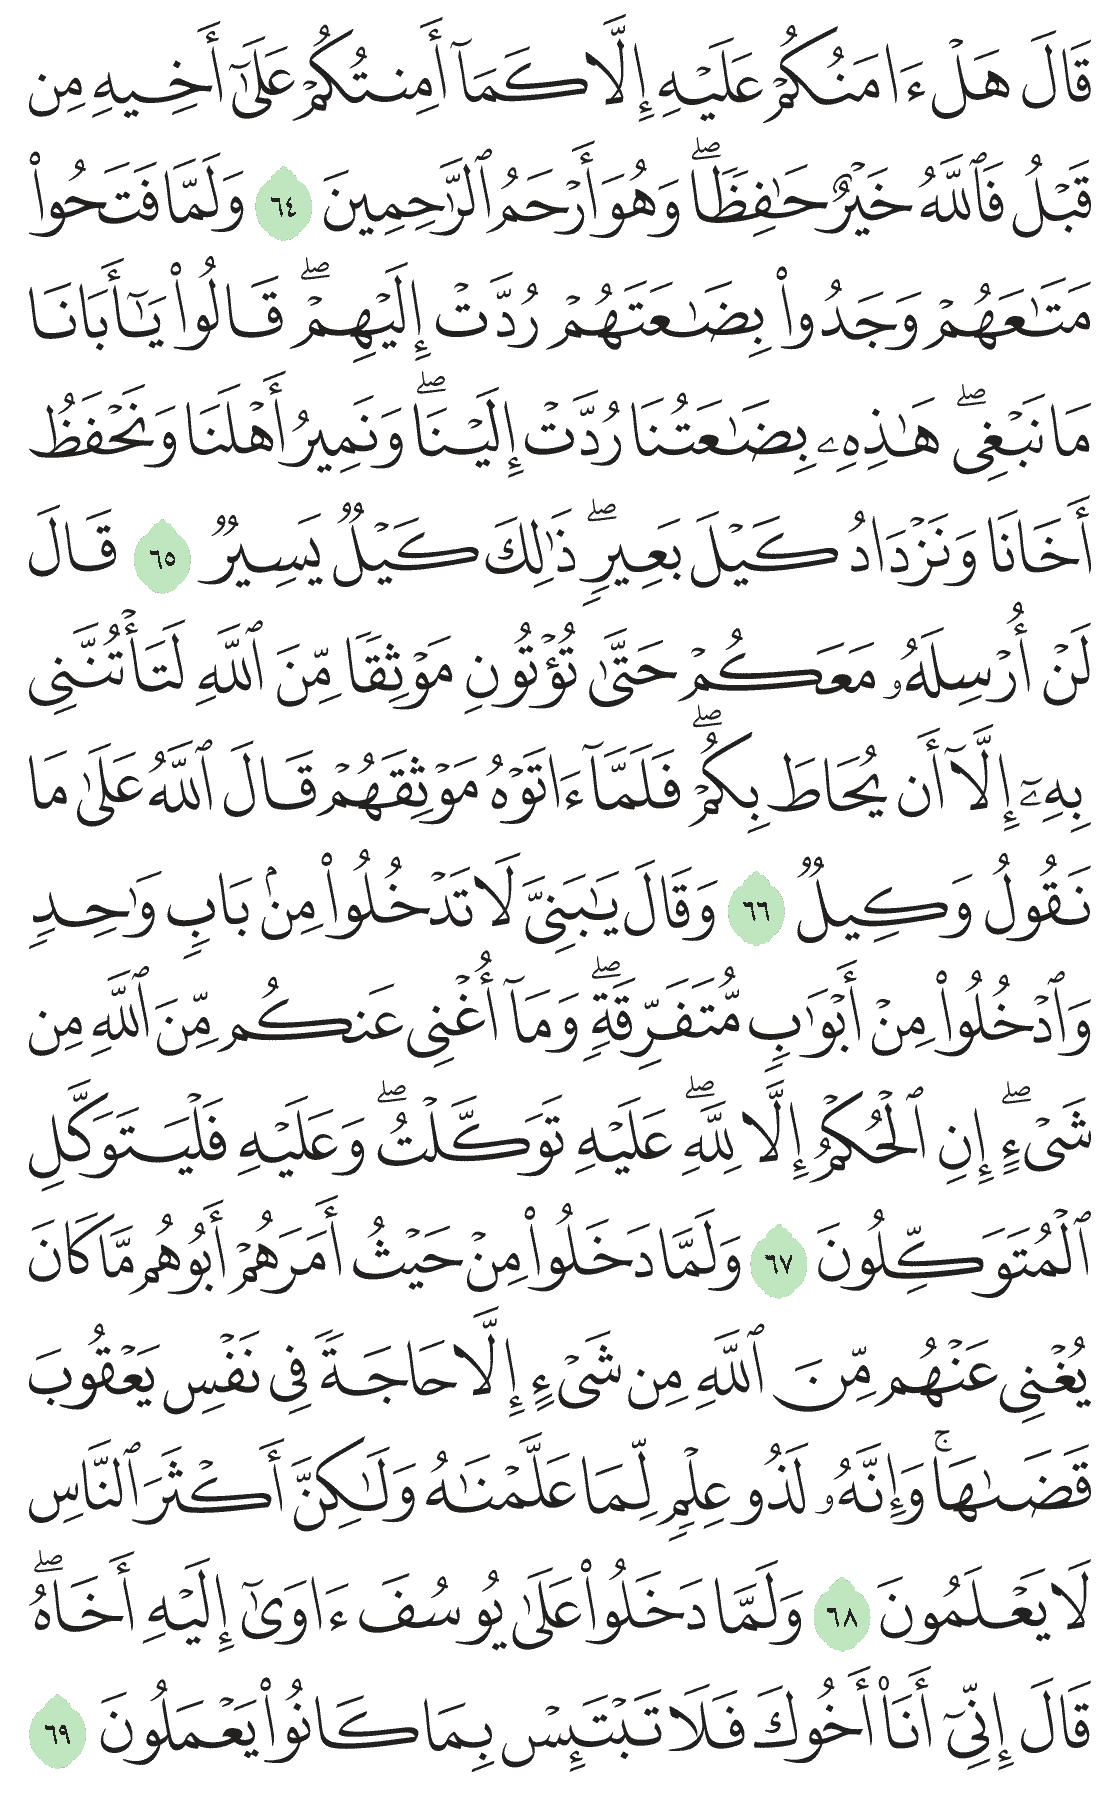 قَالَ هَلْ ءَامَنُكُمْ عَلَيْهِ إِلَّا كَمَآ أَمِنتُكُمْ عَلَىٰٓ أَخِيهِ مِن
قَبْلُ فَٱللَّهُ خَيْرٌ حَـٰفِظًۭا ۖ وَهُوَ أَرْحَمُ ٱلرَّٰحِمِينَ ٦٤ وَلَمَّا فَتَحُوا۟
مَتَـٰعَهُمْ وَجَدُوا۟ بِضَـٰعَتَهُمْ رُدَّتْ إِلَيْهِمْ ۖ قَالُوا۟ يَـٰٓأَبَانَا
مَا نَبْغِى ۖ هَـٰذِهِۦ بِضَـٰعَتُنَا رُدَّتْ إِلَيْنَا ۖ وَنَمِيرُ أَهْلَنَا وَنَحْفَظُ
أَخَانَا وَنَزْدَادُ كَيْلَ بَعِيرٍۢ ۖ ذَٰلِكَ كَيْلٌۭ يَسِيرٌۭ ٦٥ قَالَ
لَنْ أُرْسِلَهُۥ مَعَكُمْ حَتَّىٰ تُؤْتُونِ مَوْثِقًۭا مِّنَ ٱللَّهِ لَتَأْتُنَّنِى
بِهِۦٓ إِلَّآ أَن يُحَاطَ بِكُمْ ۖ فَلَمَّآ ءَاتَوْهُ مَوْثِقَهُمْ قَالَ ٱللَّهُ عَلَىٰ مَا
نَقُولُ وَكِيلٌۭ ٦٦ وَقَالَ يَـٰبَنِىَّ لَا تَدْخُلُوا۟ مِنۢ بَابٍۢ وَٰحِدٍۢ
وَٱدْخُلُوا۟ مِنْ أَبْوَٰبٍۢ مُّتَفَرِّقَةٍۢ ۖ وَمَآ أُغْنِى عَنكُم مِّنَ ٱللَّهِ مِن
شَىْءٍ ۖ إِنِ ٱلْحُكْمُ إِلَّا لِلَّهِ ۖ عَلَيْهِ تَوَكَّلْتُ ۖ وَعَلَيْهِ فَلْيَتَوَكَّلِ
ٱلْمُتَوَكِّلُونَ ٦٧ وَلَمَّا دَخَلُوا۟ مِنْ حَيْثُ أَمَرَهُمْ أَبُوهُم مَّا كَانَ
يُغْنِى عَنْهُم مِّنَ ٱللَّهِ مِن شَىْءٍ إِلَّا حَاجَةًۭ فِى نَفْسِ يَعْقُوبَ
قَضَىٰهَا ۚ وَإِنَّهُۥ لَذُو عِلْمٍۢ لِّمَا عَلَّمْنَـٰهُ وَلَـٰكِنَّ أَكْثَرَ ٱلنَّاسِ
لَا يَعْلَمُونَ ٦٨ وَلَمَّا دَخَلُوا۟ عَلَىٰ يُوسُفَ ءَاوَىٰٓ إِلَيْهِ أَخَاهُ ۖ
قَالَ إِنِّىٓ أَنَا۠ أَخُوكَ فَلَا تَبْتَئِسْ بِمَا كَانُوا۟ يَعْمَلُونَ ٦٩